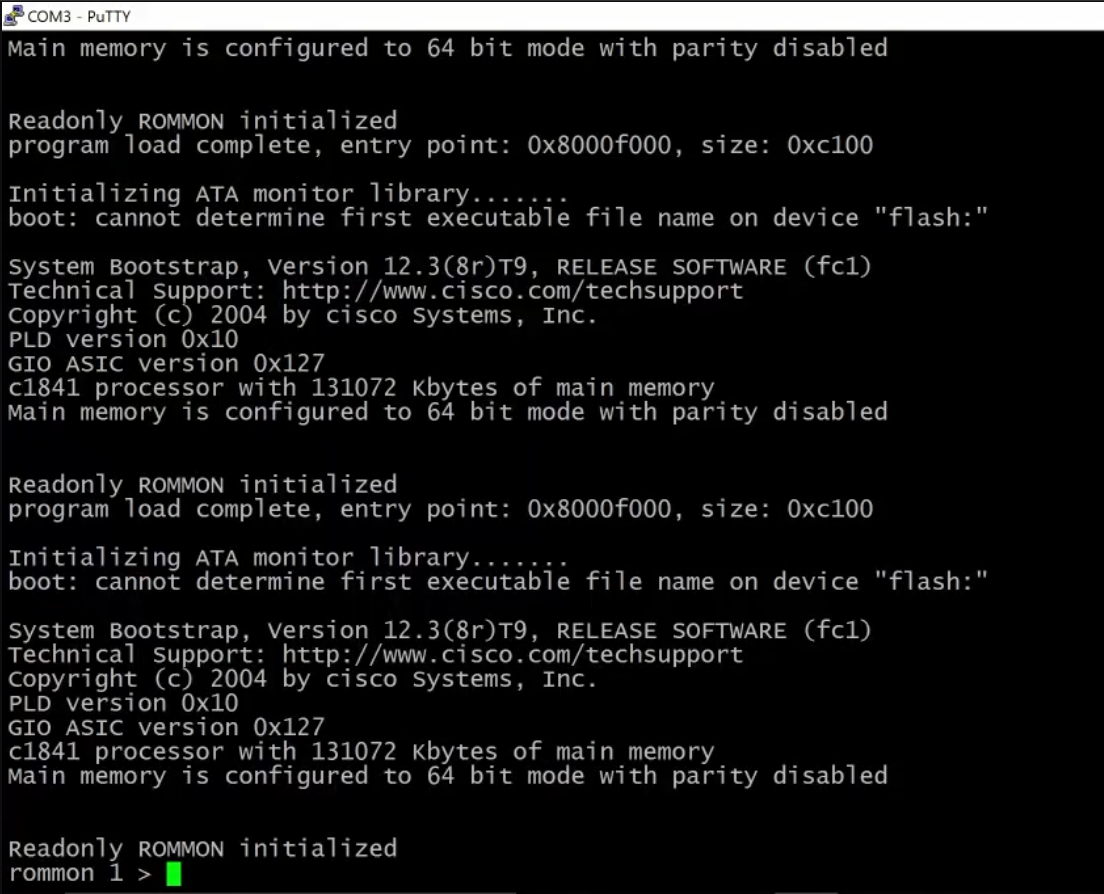 COM3 - PuTTY
Main memory is configured to 64 bit mode with parity disabled
Readonly ROMMON initialized
program load complete, entry point: 0x8000f000, size: 0xc100
Initializing ATA monitor library.......
boot: cannot determine first executable file name on device "flash:"
System Bootstrap, Version 12.3(8r)T9, RELEASE SOFTWARE (fc1)
Technical Support: http://www.cisco.com/techsupport
Copyright (c) 2004 by cisco Systems, Inc.
PLD version 0x10
GIO ASIC version 0x127
c1841 processor with 131072 Kbytes of main memory
Main memory is configured to 64 bit mode with parity disabled
Readonly ROMMON initialized
program load complete, entry point: 0x8000f000, size: 0xc100
Initializing ATA monitor library.......
boot: cannot determine first executable file name on device "flash:"
System Bootstrap, Version 12.3(8r)T9, RELEASE SOFTWARE (fc1)
Technical Support: http://www.cisco.com/techsupport
Copyright (c) 2004 by cisco Systems, Inc.
PLD version 0x10
GIO ASIC version 0x127
c1841 processor with 131072 Kbytes of main memory
Main memory is configured to 64 bit mode with parity disabled
Readonly ROMMON initialized
rommon 1 >